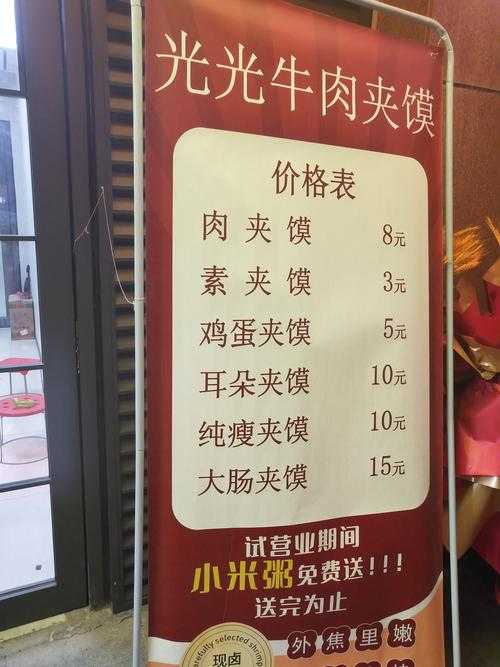 光光牛肉夹馍
价格表
肉夹馍 8元
素夹馍 3元
鸡蛋夹馍 5元
耳朵夹馍 10元
纯瘦夹馍 10元
大肠夹馍 15元
试营业期间
小米粥免费送!!!
送完为止
外焦里嫩
carefully selected shrimp
现卤